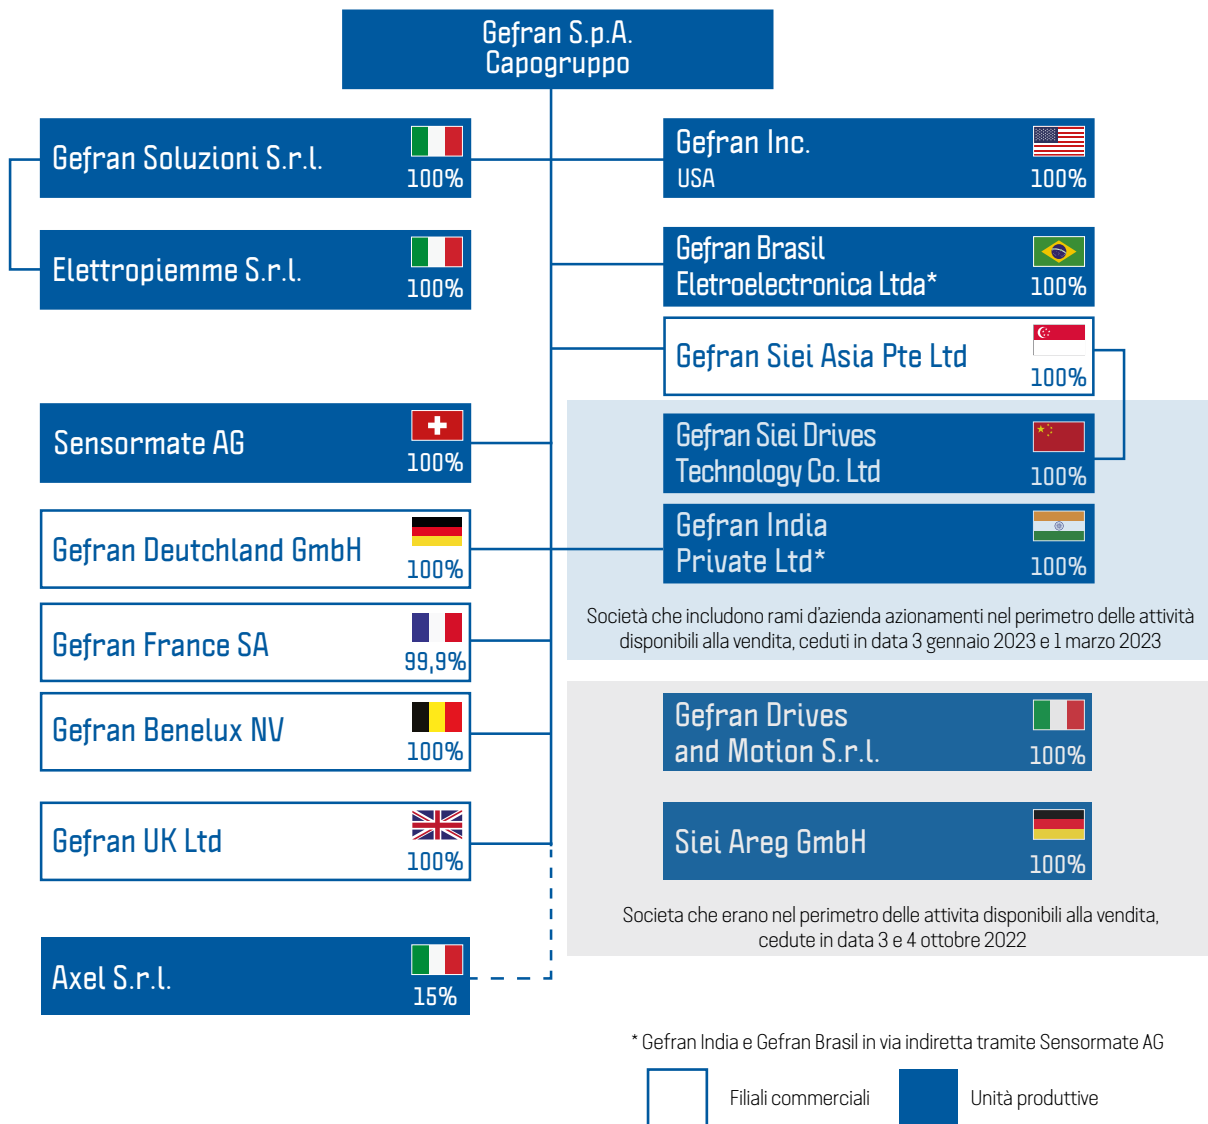 Gefran S.p.A.
Capogruppo
Gefran Soluzioni S.r.l.
100%
Elettropiemme S.r.l.
100%
Sensormate AG
100%
Gefran Deutchland GmbH
100%
Gefran France SA
99,9%
Gefran Benelux NV
100%
Gefran UK Ltd
100%
Axel S.r.l.
15%
Gefran Inc.
USA
100%
Gefran Brasil
Eletroelectronica Ltda*
100%
Gefran Siei Asia Pte Ltd
100%
Gefran Siei Drives
Technology Co. Ltd
100%
Gefran India
Private Ltd*
100%
Società che includono rami d'azienda azionamenti nel perimetro delle attività
disponibili alla vendita, ceduti in data 3 gennaio 2023 e 1 marzo 2023
Gefran Drives
and Motion S.r.l.
100%
Siei Areg GmbH
100%
Societa che erano nel perimetro delle attivita disponibili alla vendita,
cedute in data 3 e 4 ottobre 2022
* Gefran India e Gefran Brasil in via indiretta tramite Sensormate AG
Filiali commerciali
Unità produttive